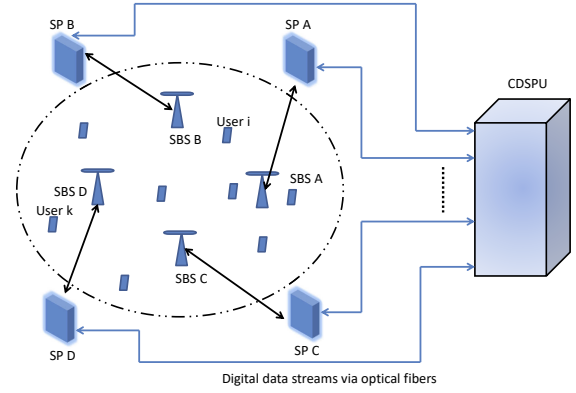 SP B
SP A
CDSPU
User i
SBS B
SBS A
SBS D
User k
SBS C
SP C
SP D
Digital data streams via optical fibers